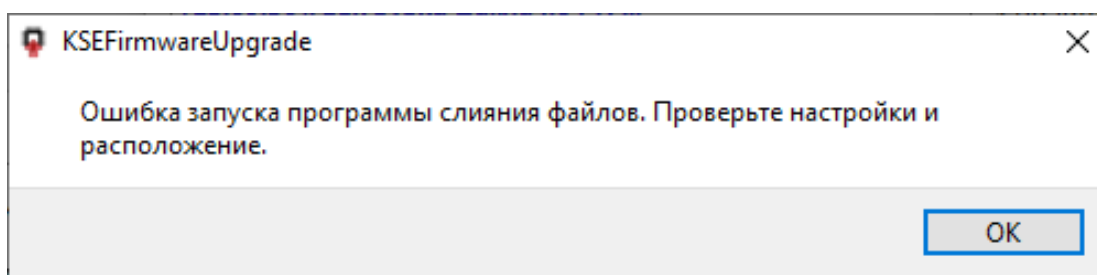 KSEFirmwareUpgrade
Ошибка запуска программы слияния файлов. Проверьте настройки и
расположение.
OK